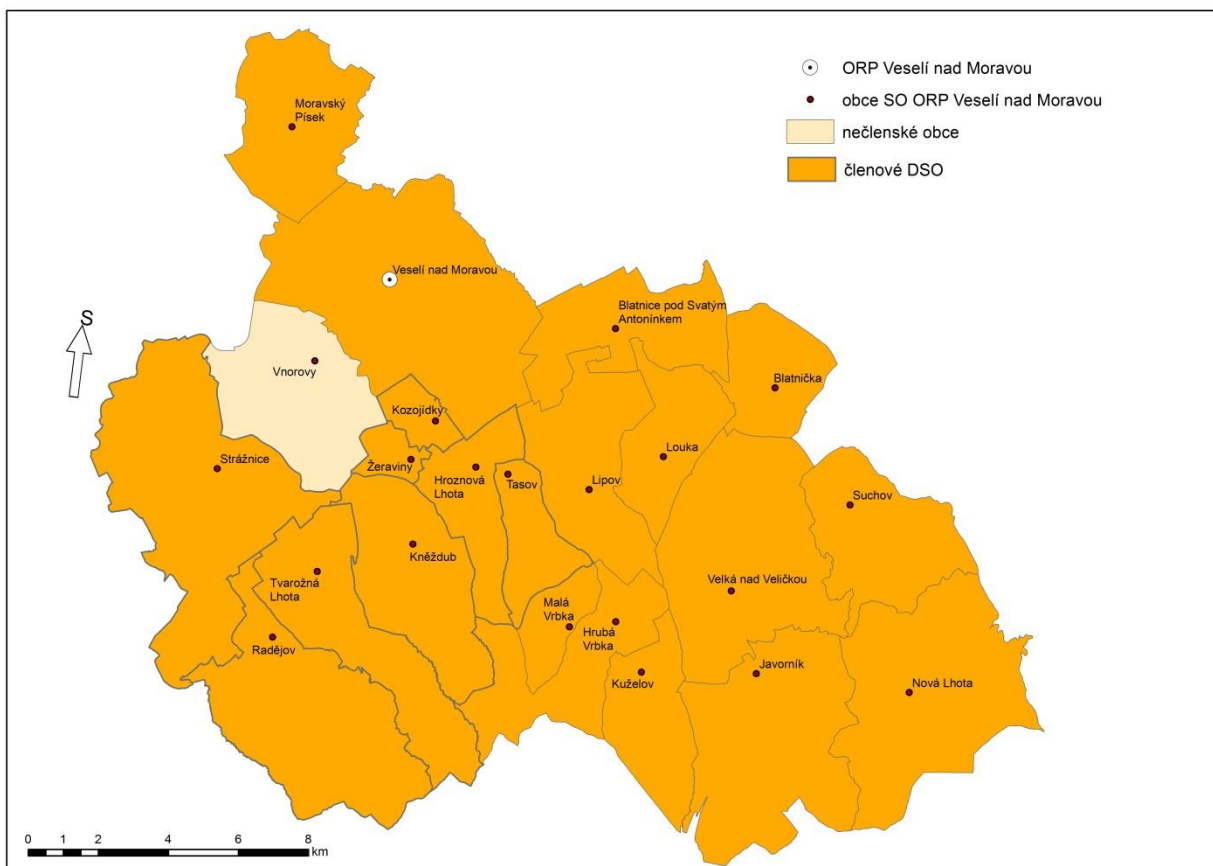 ORP Veselí nad Moravou
obce SO ORP Veselí nad Moravou
nečlenské obce
členové DSO
Moravský
Písek
Veselí nad Moravou
Blatnice pod Svatým
Antonínkem
S
Vnorovy
Blatnička
Kozojídky
Strážnice
Žeraviny
Hroznová
Lhota
Tasov
Louka
Lipov
Suchov
Kněždub
Tvarožná
Lhota
Velká nad Veličkou
Malá
Vrbka
Hrubá
Vrbka
Radějov
Kuželov
Javorník
Nová Lhota
0 1 2 4 6 8
km